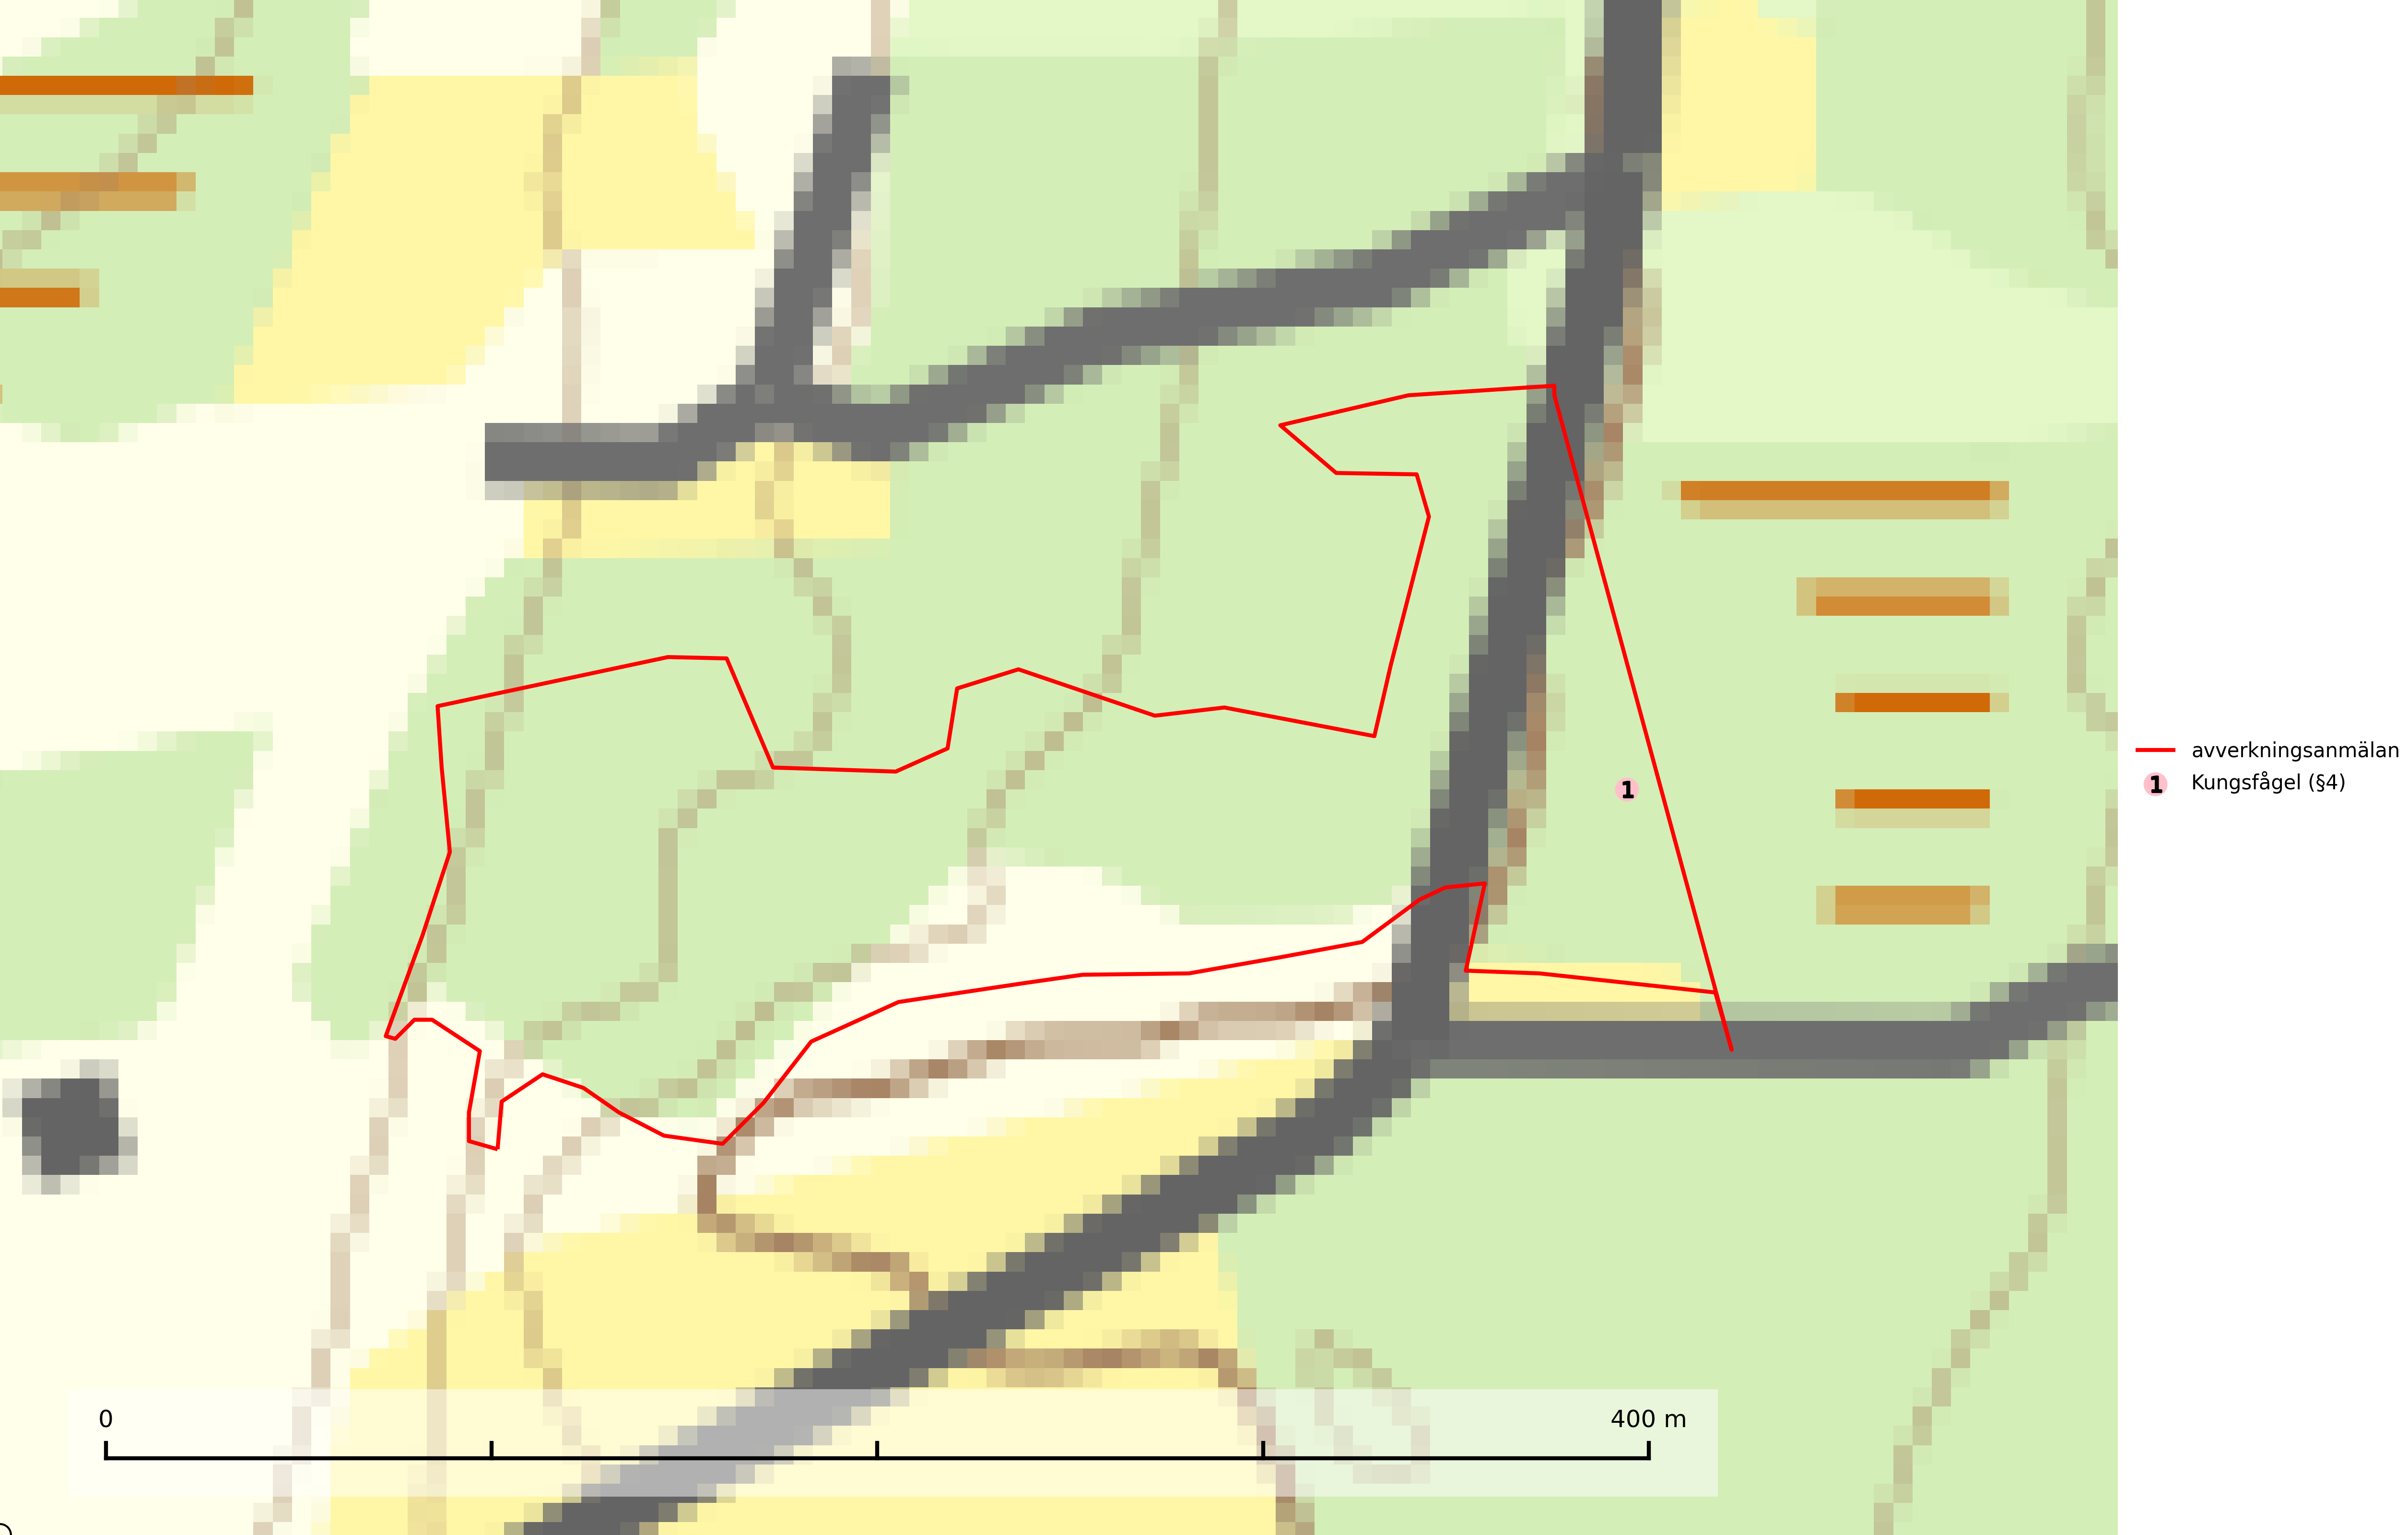 1
avverkningsanmälan
1 Kungsfågel (§4)
0 400 m